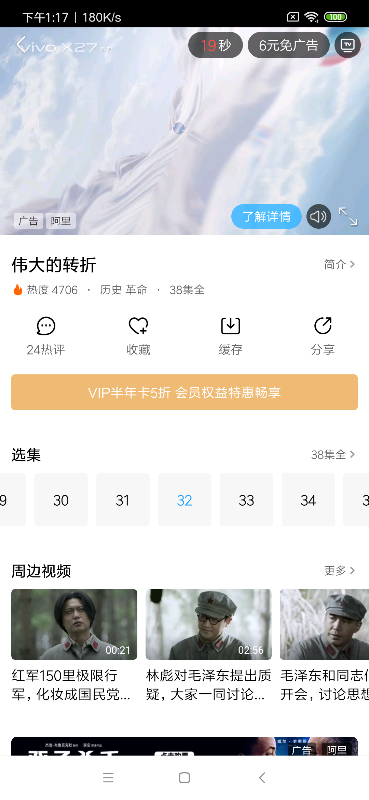 下午1:17 | 180K/s
100
vivo X27
19秒
6元免广告
TV
广告
阿里
了解详情
伟大的转折
简介 >
热度 4706 · 历史 革命 · 38集全
24热评
收藏
缓存
分享
VIP半年卡5折 会员权益特惠畅享
选集
38集全 >
9
30
31
32
33
34
3
周边视频
更多 >
00:21
02:56
红军150里极限行
军，化妆成国民党...
林彪对毛泽东提出质
疑，大家一同讨论...
毛泽东和同志们
开会，讨论思想
广告
阿里